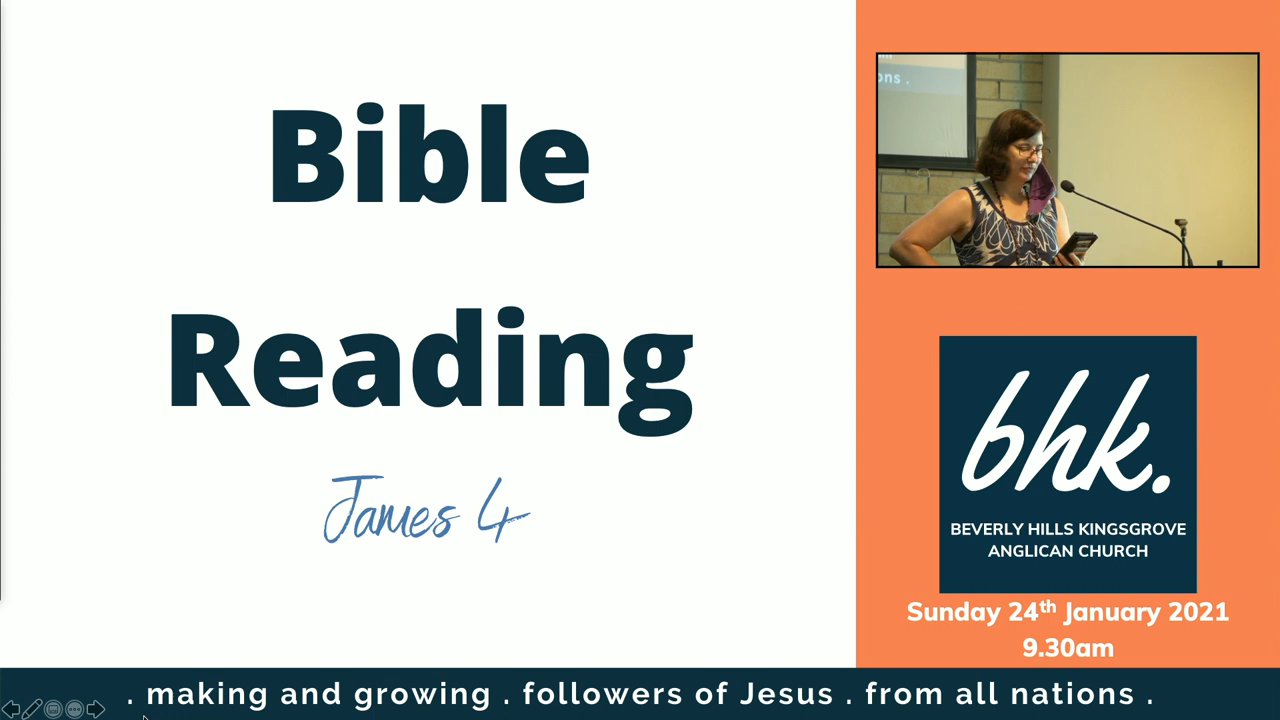 Bible
Reading
James 4
ons .
bhk.
BEVERLY HILLS KINGSGROVE
ANGLICAN CHURCH
Sunday 24th January 2021
9.30am
. making and growing . followers of Jesus . from all nations .